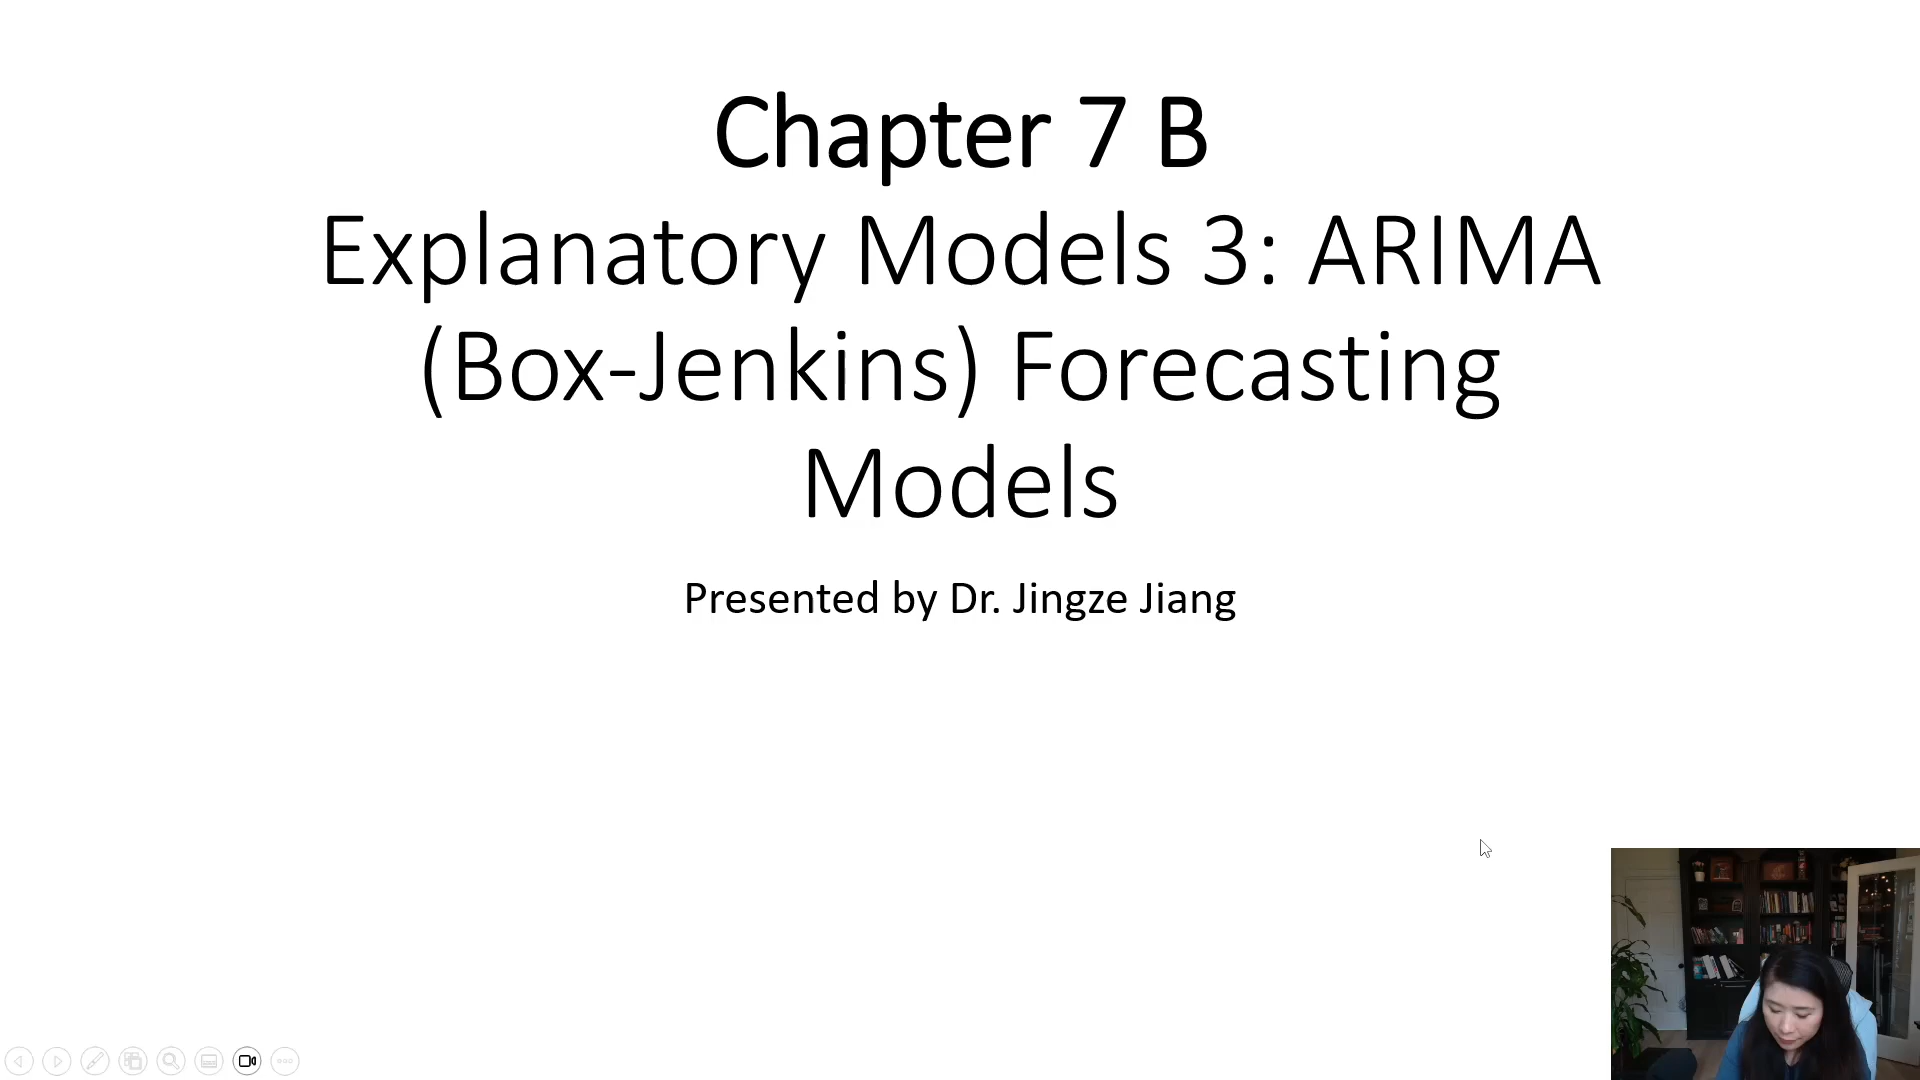 Chapter 7 B
Explanatory Models 3: ARIMA
(Box-Jenkins) Forecasting
Models
Presented by Dr. Jingze Jiang